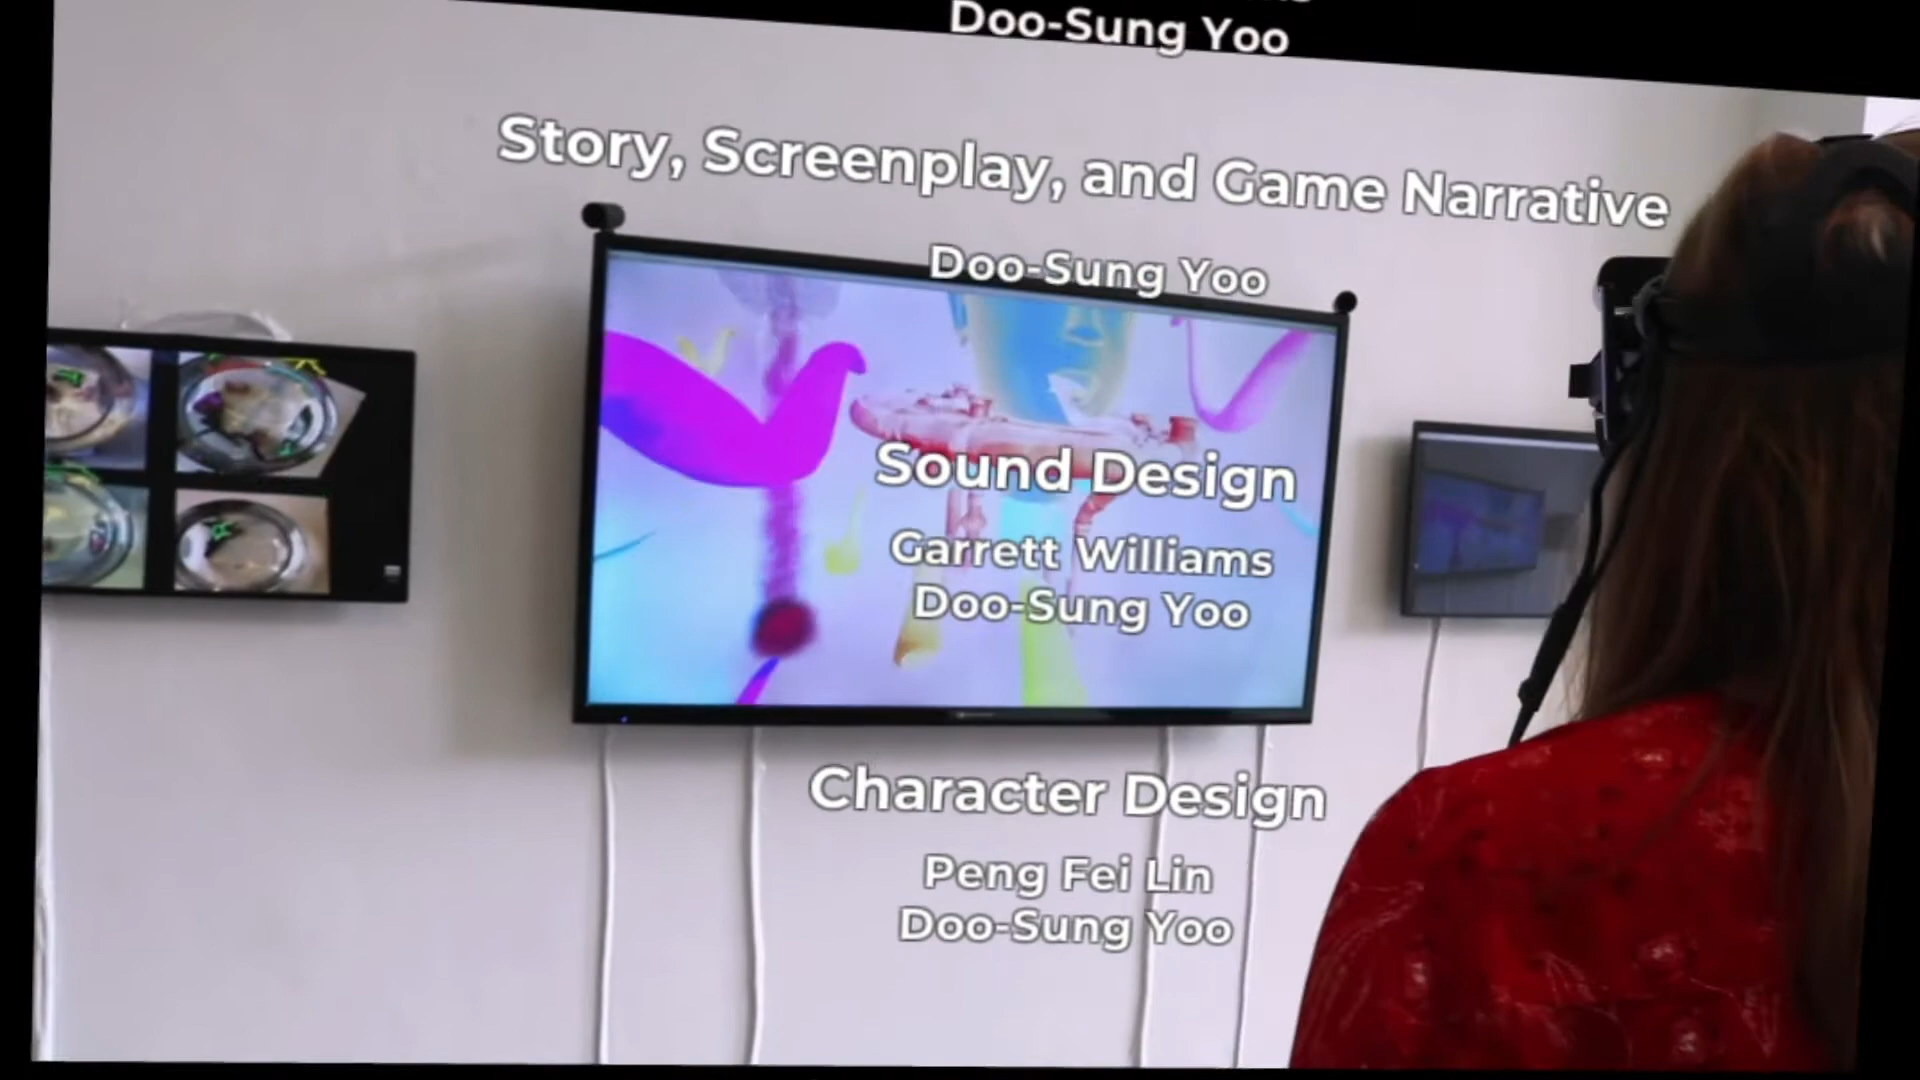 Doo-Sung Yoo
Story, Screenplay, and Game Narrative
Doo-Sung Yoo
Sound Design
Garrett Williams
Doo-Sung Yoo
Character Design
Peng Fei Lin
Doo-Sung Yoo